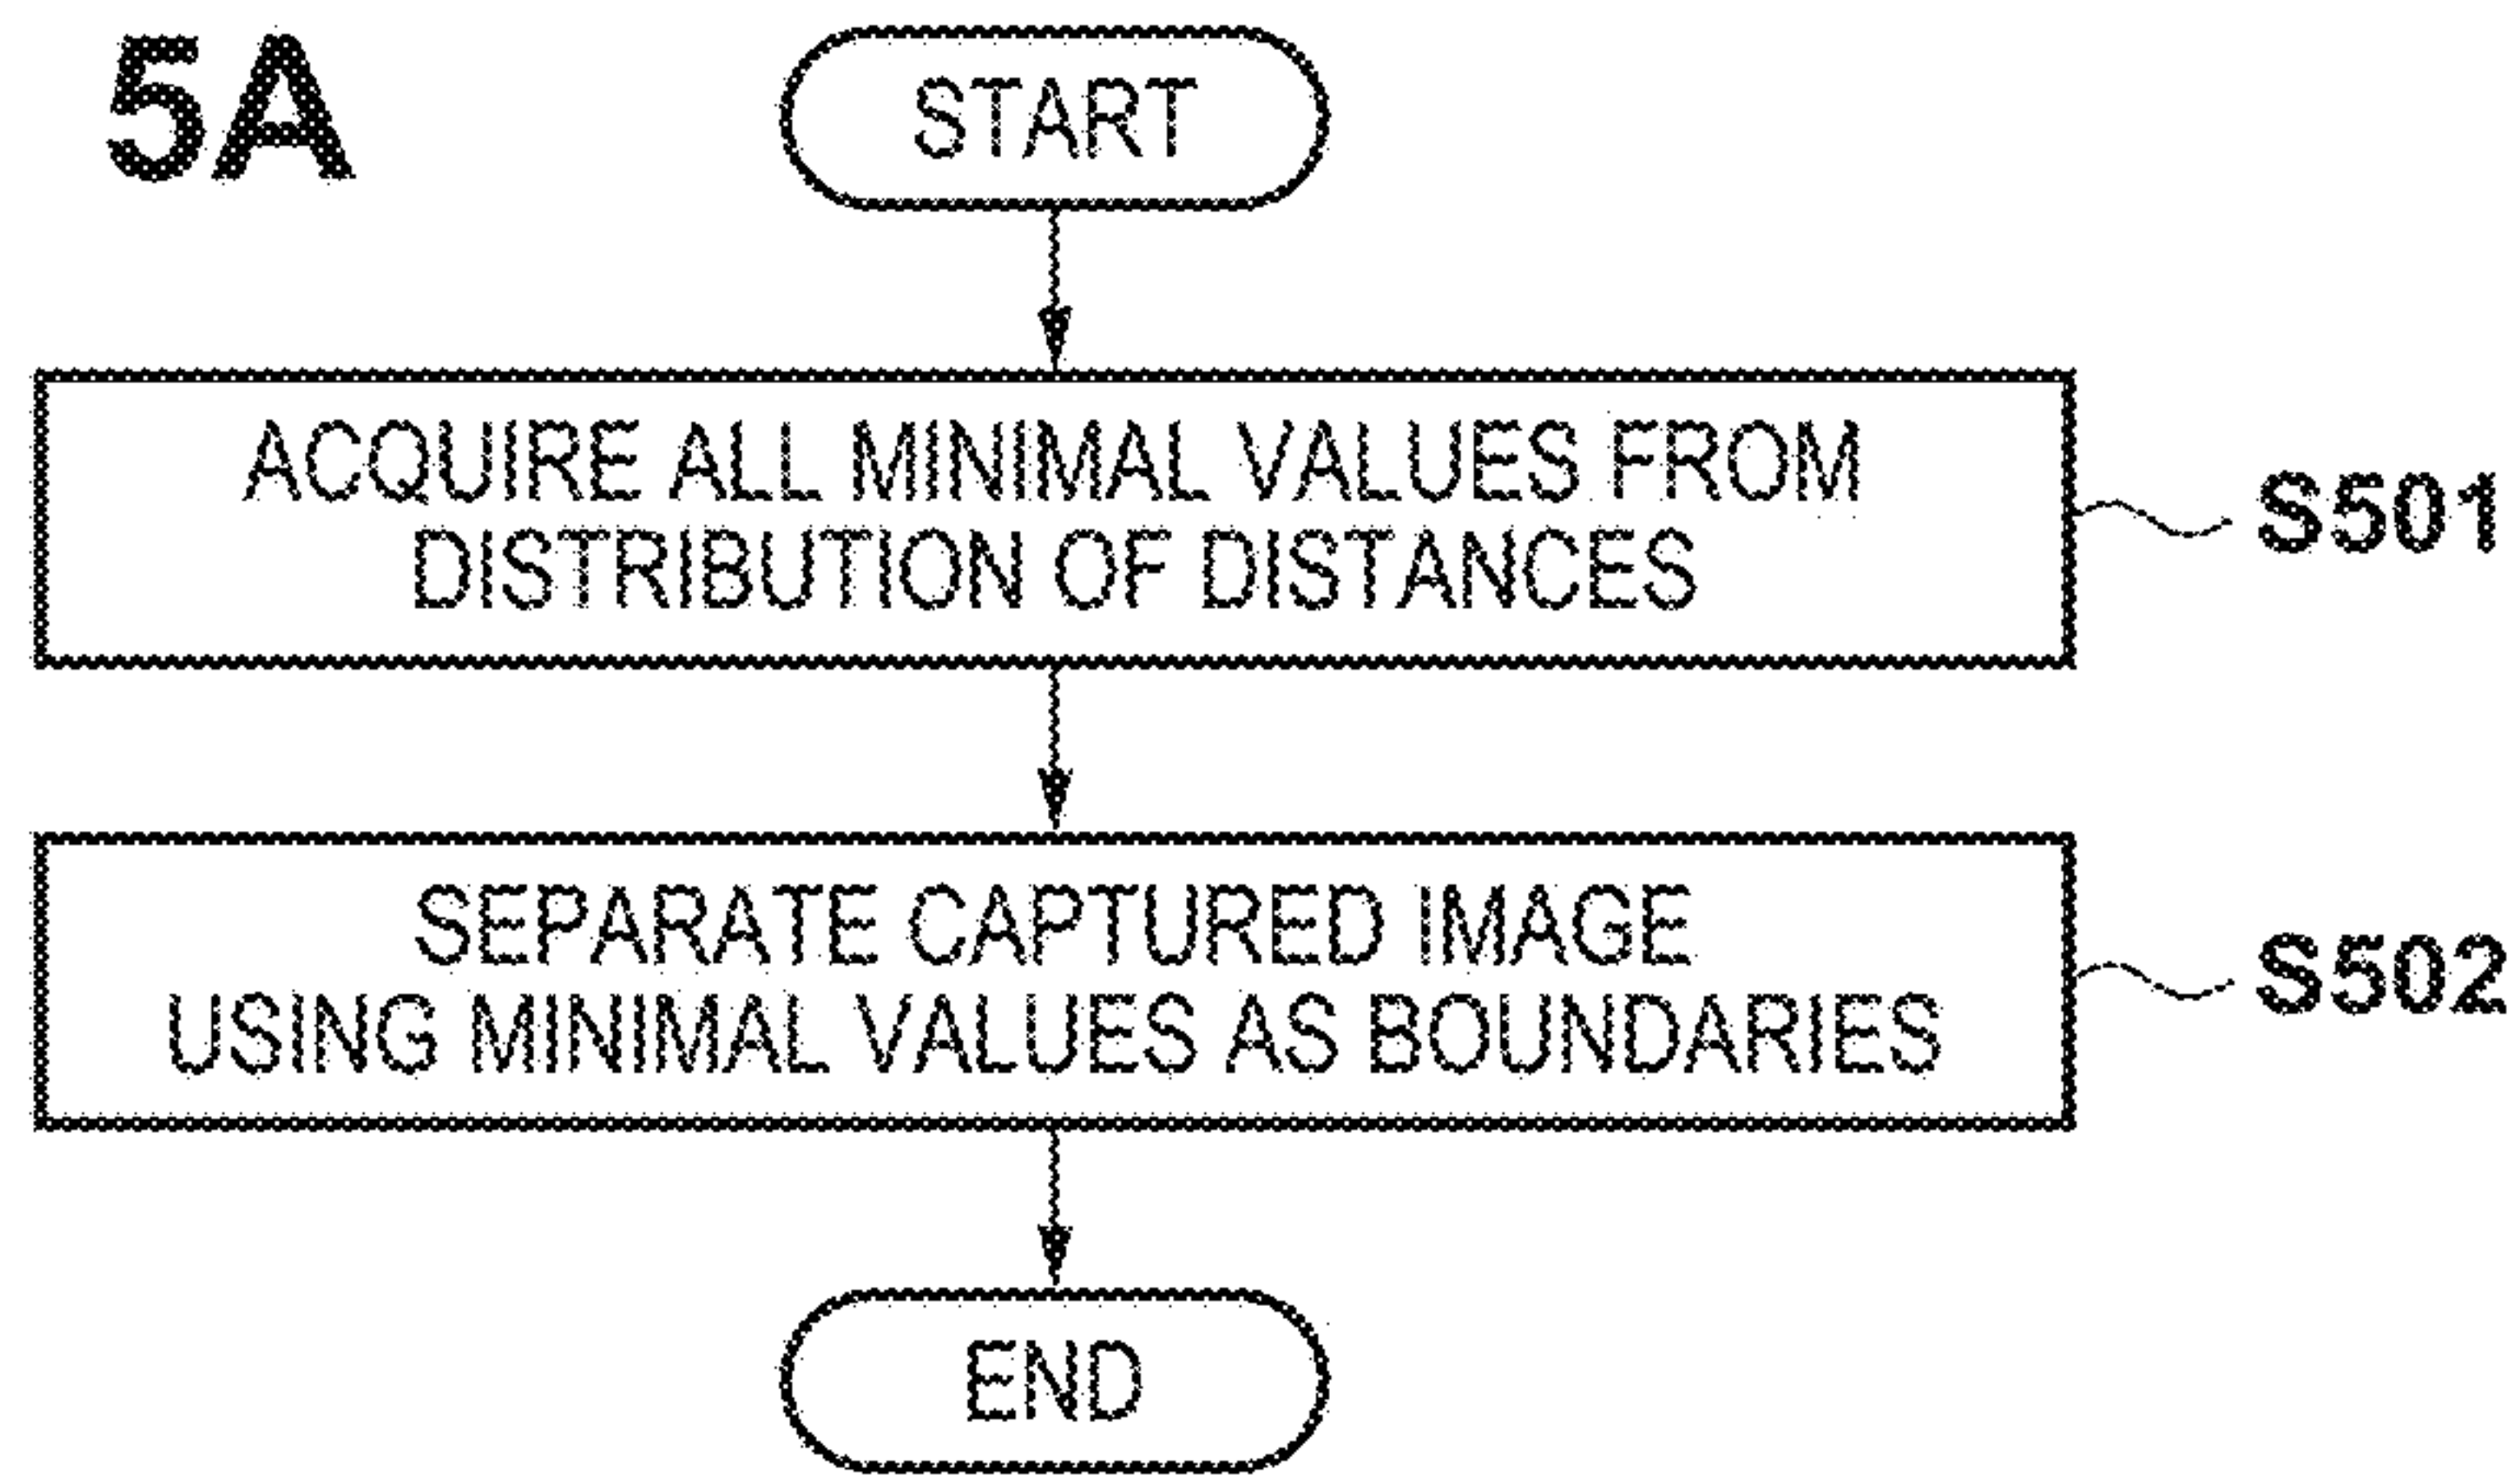 5A
START
ACQUIRE ALL MINIMAL VALUES FROM
DISTRIBUTION OF DISTANCES
S501
SEPARATE CAPTURED IMAGE
USING MINIMAL VALUES AS BOUNDARIES
S502
END